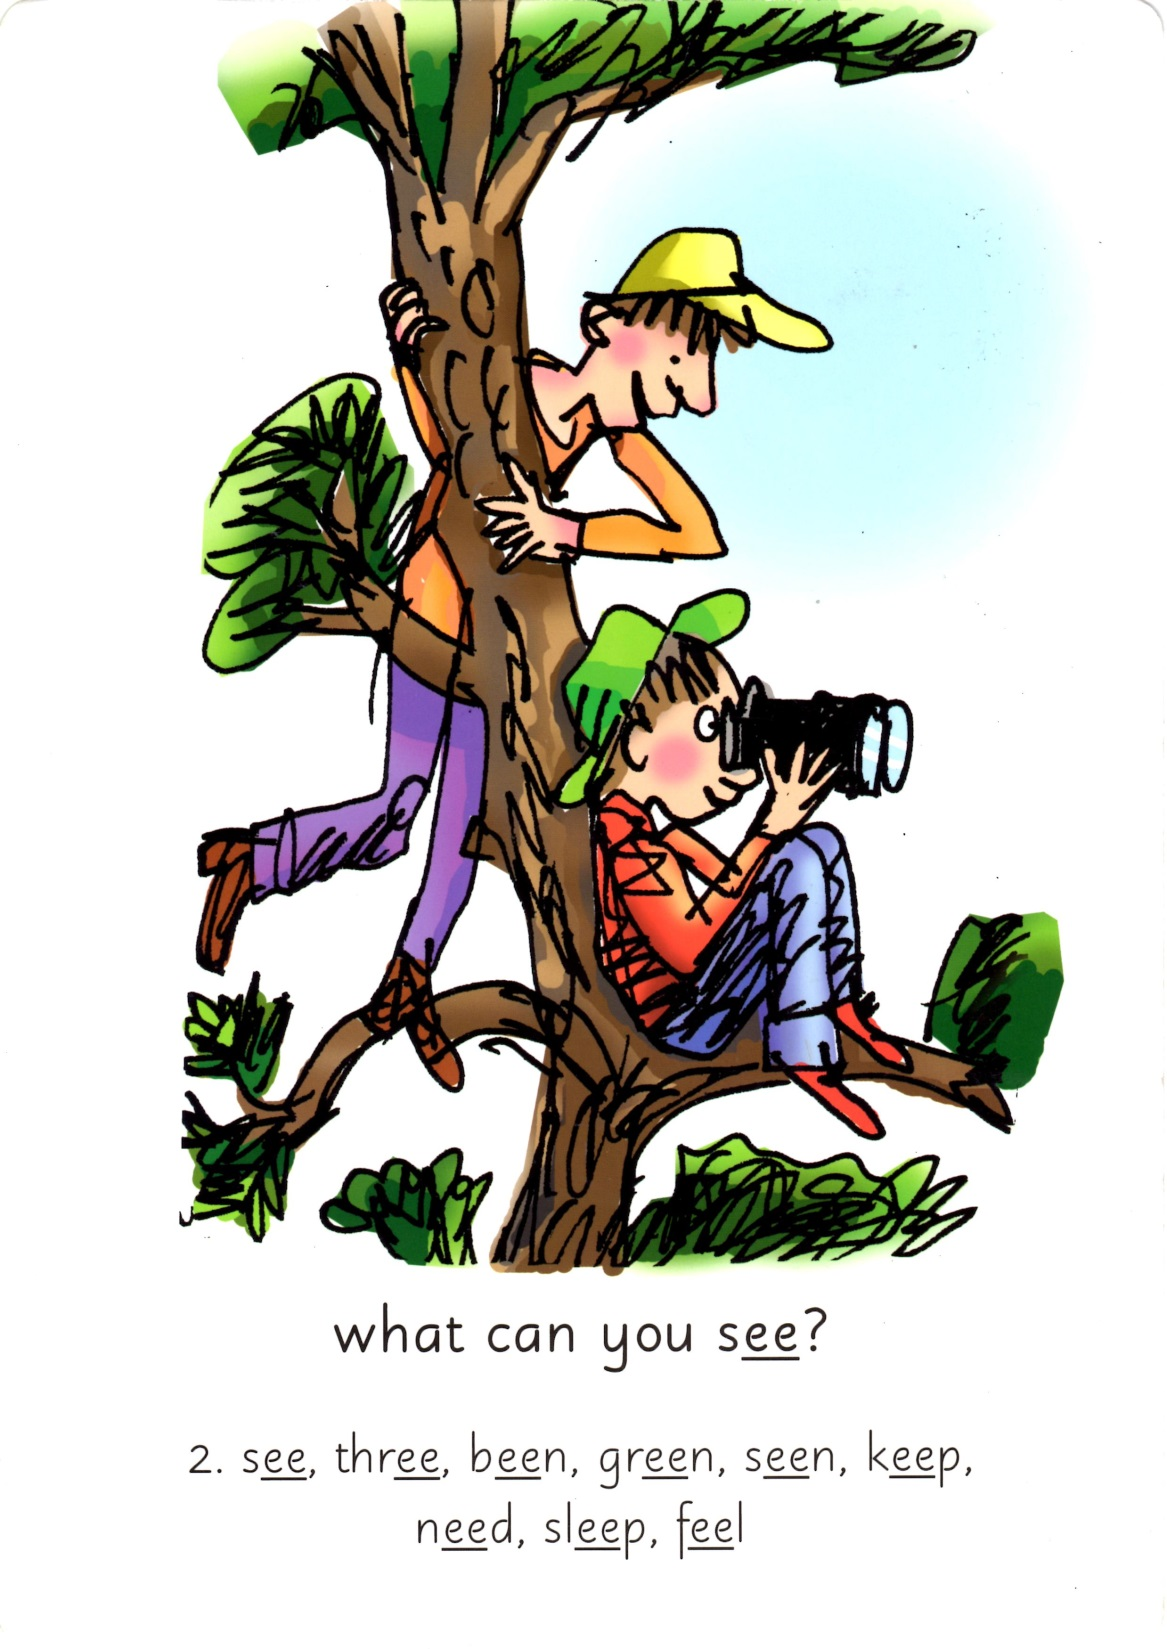 what can you see?
2. see, three, been, green, seen, keep,
need, sleep, feel